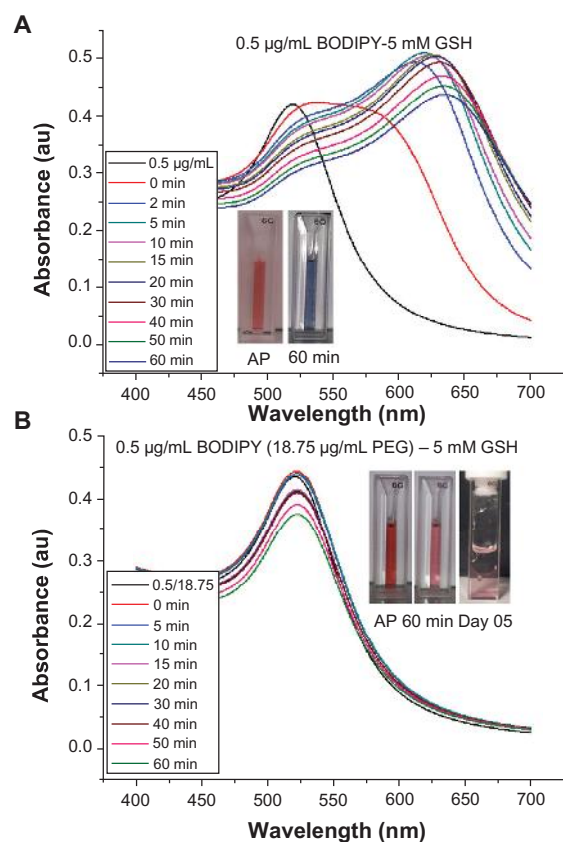 A
0.5 µg/mL BODIPY-5 mM GSH
Absorbance (au)
0.5
0.4
0.3
0.2
0.1
0.0
0.5 µg/mL
0 min
2 min
5 min
10 min
15 min
20 min
30 min
40 min
50 min
60 min
6G
6G
AP
60 min
400
450
500
550
600
650
700
Wavelength (nm)
B
0.5 µg/mL BODIPY (18.75 µg/mL PEG) – 5 mM GSH
Absorbance (au)
0.5
0.4
0.3
0.2
0.1
0.0
0.5/18.75
0 min
5 min
10 min
15 min
20 min
30 min
40 min
50 min
60 min
6G
6G
AP 60 min Day 05
400
450
500
550
600
650
700
Wavelength (nm)